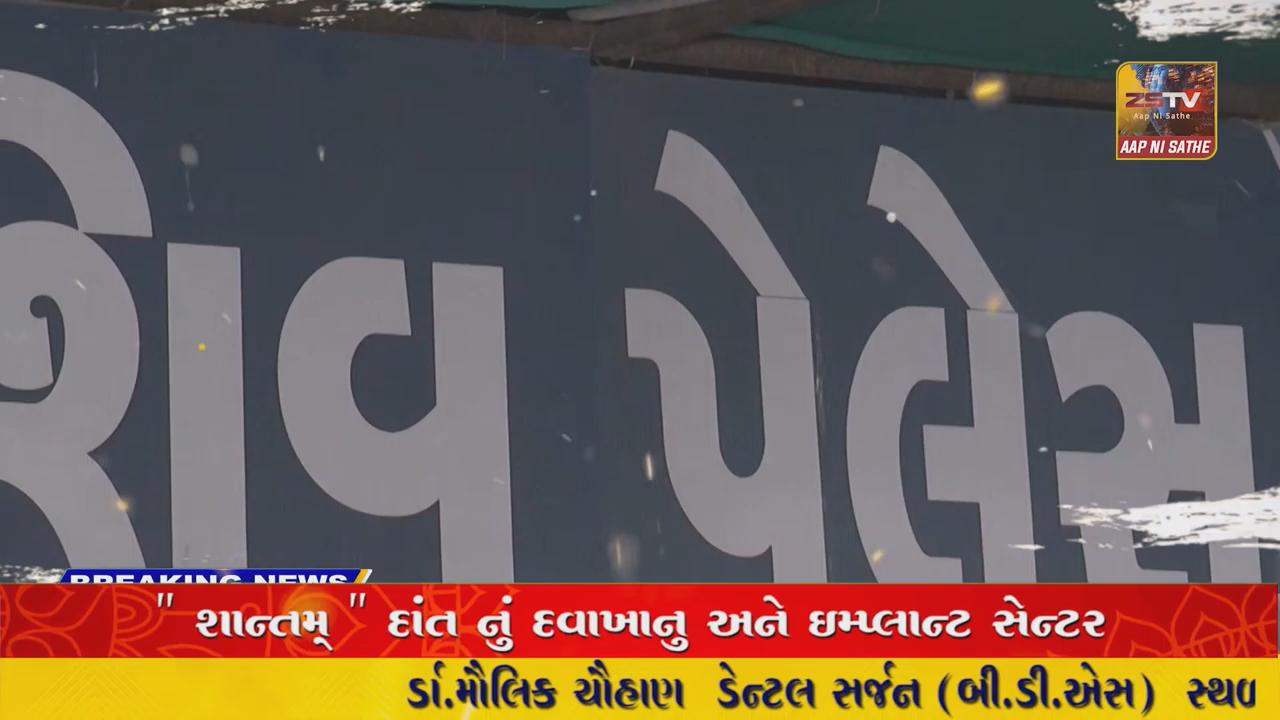 શિવ પેલેસ
ZSTV
Aap Ni Sathe
AAP NI SATHE
BREAKING NEWS
" શાન્તમ્ " દાંત નું દવાખાનુ અને ઇમ્પ્લાન્ટ સેન્ટર
ર્ડા.મૌલિક ચૌહાણ ડેન્ટલ સર્જન (બી.ડી.એસ) સ્થળ